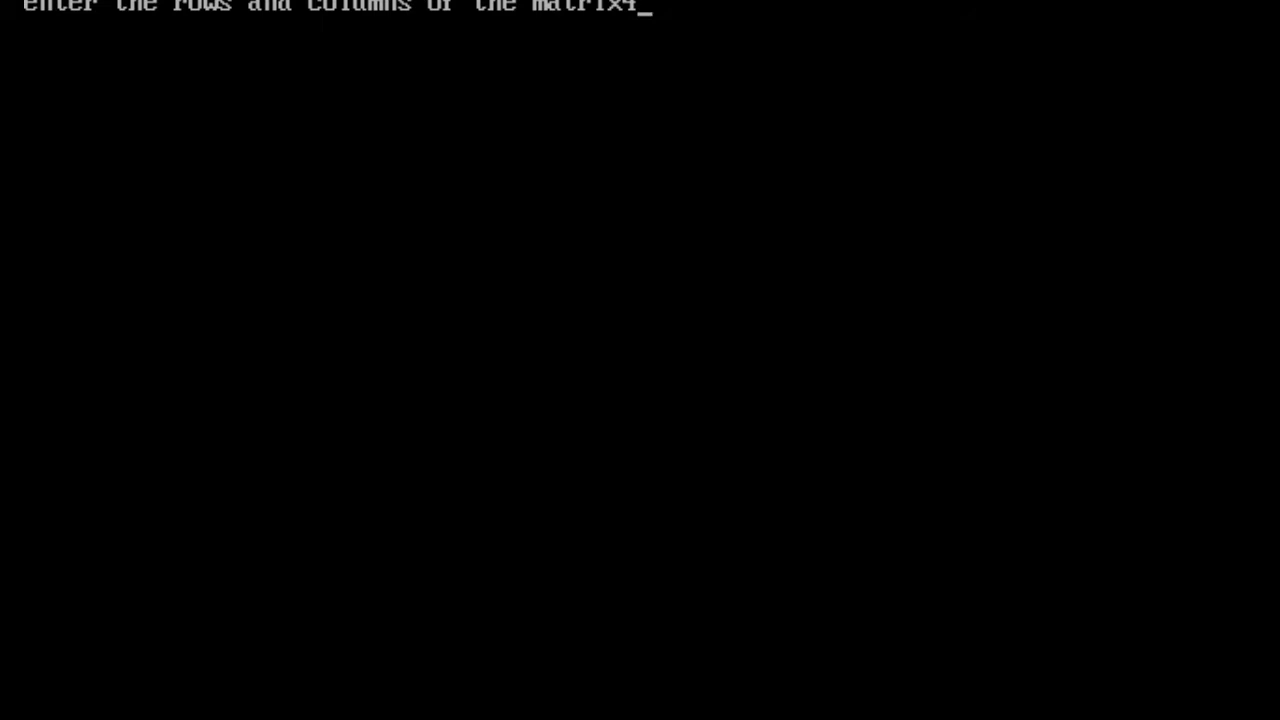 enter the rows and columns of the matrix4_